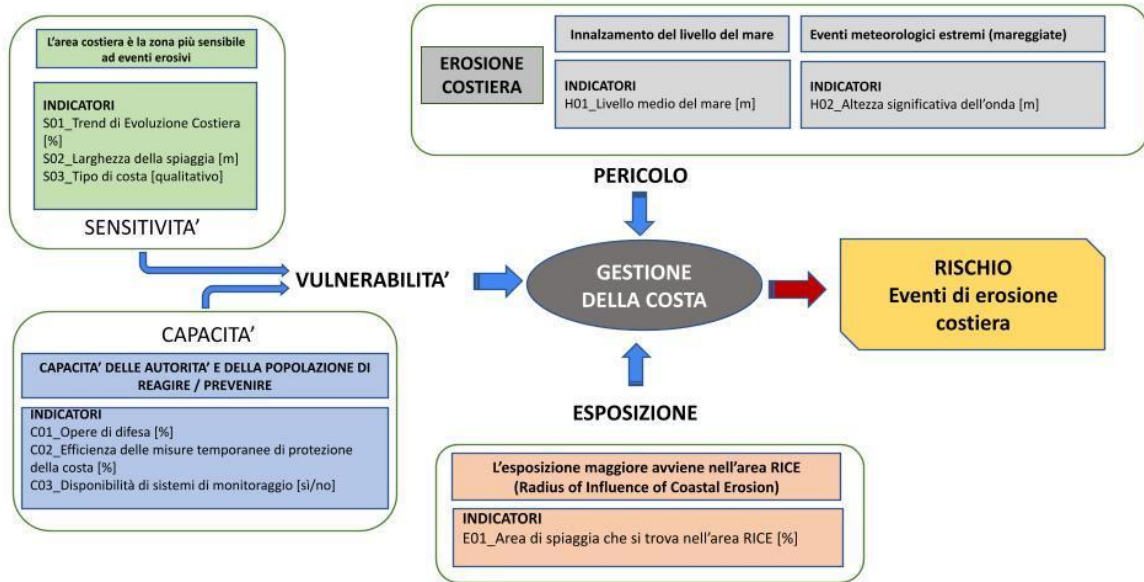 L'area costiera è la zona più sensibile
ad eventi erosivi
INDICATORI
S01_Trend di Evoluzione Costiera
[%]
S02_Larghezza della spiaggia [m]
S03_Tipo di costa [qualitativo]
SENSITIVITA'
EROSIONE
COSTIERA
Innalzamento del livello del mare
INDICATORI
H01_Livello medio del mare [m]
Eventi meteorologici estremi (mareggiate)
INDICATORI
H02_Altezza significativa dell'onda [m]
PERICOLO
VULNERABILITA'
GESTIONE
DELLA COSTA
RISCHIO
Eventi di erosione
costiera
CAPACITA'
CAPACITA' DELLE AUTORITA' E DELLA POPOLAZIONE DI
REAGIRE / PREVENIRE
INDICATORI
C01_Opere di difesa [%]
C02_Efficienza delle misure temporanee di protezione
della costa [%]
C03_Disponibilità di sistemi di monitoraggio [sì/no]
ESPOSIZIONE
L'esposizione maggiore avviene nell'area RICE
(Radius of Influence of Coastal Erosion)
INDICATORI
E01_Area di spiaggia che si trova nell'area RICE [%]